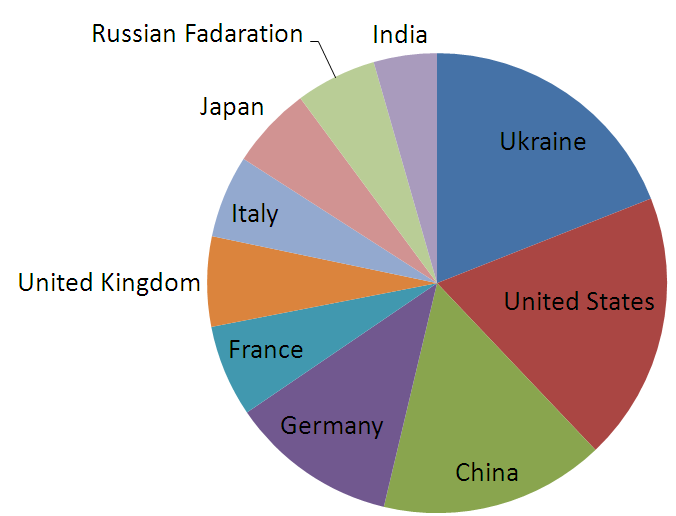 Russian Fadaration
India
Japan
Ukraine
Italy
United Kingdom
United States
France
Germany
China